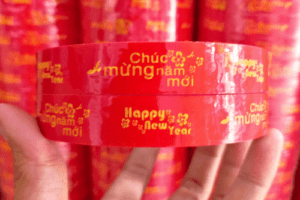 Chúc
mừng năm
mới
Chúc
mừng năm
mới
Happy
New
Year